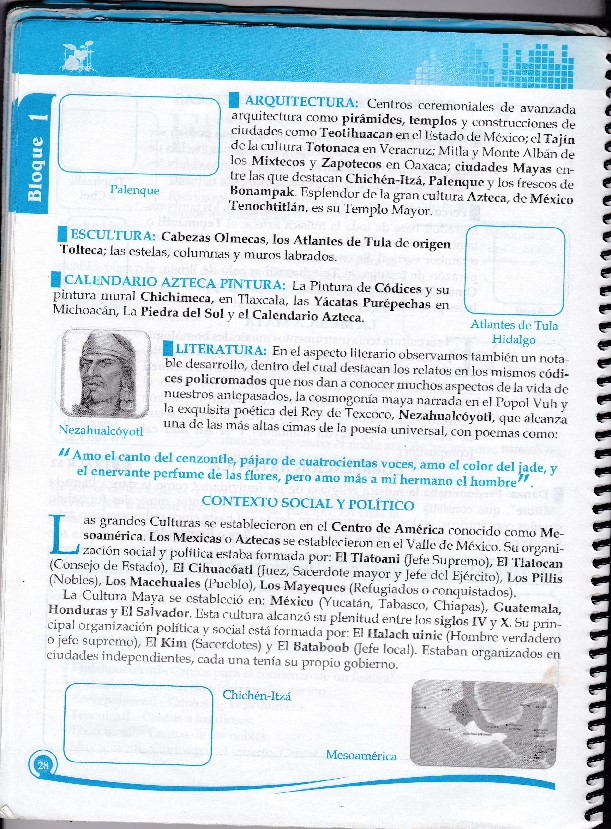 Bloque 1
ARQUITECTURA: Centros ceremoniales de avanzada
arquitectura como pirámides, templos y construcciones de
ciudades como Teotihuacan en el Estado de México; el Tajín
de la cultura Totonaca en Veracruz; Mitla y Monte Albán de
los Mixtecos y Zapotecos en Oaxaca; ciudades Mayas en-
tre las que destacan Chichén-Itzá, Palenque y los frescos de
Bonampak. Esplendor de la gran cultura Azteca, de México
Tenochtitlán, es su Templo Mayor.
Palenque
ESCULTURA: Cabezas Olmecas, los Atlantes de Tula de origen
Tolteca; las estelas, columnas y muros labrados.
CALENDARIO AZTECA PINTURA: La Pintura de Códices y su
pintura mural Chichimeca, en Tlaxcala, las Yácatas Purépechas en
Michoacán, La Piedra del Sol y el Calendario Azteca.
Atlantes de Tula
Hidalgo
LITERATURA: En el aspecto literario observamos también un nota-
ble desarrollo, dentro del cual destacan los relatos en los mismos códi-
ces policromados que nos dan a conocer muchos aspectos de la vida de
nuestros antepasados, la cosmogonía maya narrada en el Popol Vuh y
la exquisita poética del Rey de Texcoco, Nezahualcóyotl, que alcanza
una de las más altas cimas de la poesía universal, con poemas como:
Nezahualcóyotl
"Amo el canto del cenzontle, pájaro de cuatrocientas voces, amo el color del jade, y
el enervante perfume de las flores, pero amo más a mi hermano el hombre".
CONTEXTO SOCIAL Y POLÍTICO
Las grandes Culturas se establecieron en el Centro de América conocido como Me-
soamérica. Los Mexicas o Aztecas se establecieron en el Valle de México. Su organi-
zación social y política estaba formada por: El Tlatoani (Jefe Supremo), El Tlatocan
(Consejo de Estado), El Cihuacóatl (Juez, Sacerdote mayor y Jefe del Ejército), Los Pillis
(Nobles), Los Macehuales (Pueblo), Los Mayeques (Refugiados o conquistados).
La Cultura Maya se estableció en: México (Yucatán, Tabasco, Chiapas), Guatemala,
Honduras y El Salvador. Esta cultura alcanzó su plenitud entre los siglos IV y X. Su prin-
cipal organización política y social está formada por: El Halach uinic (Hombre verdadero
o jefe supremo), El Kim (Sacerdotes) y El Bataboob (Jefe local). Estaban organizados en
ciudades independientes, cada una tenía su propio gobierno.
Chichén-Itzá
Mesoamérica
28